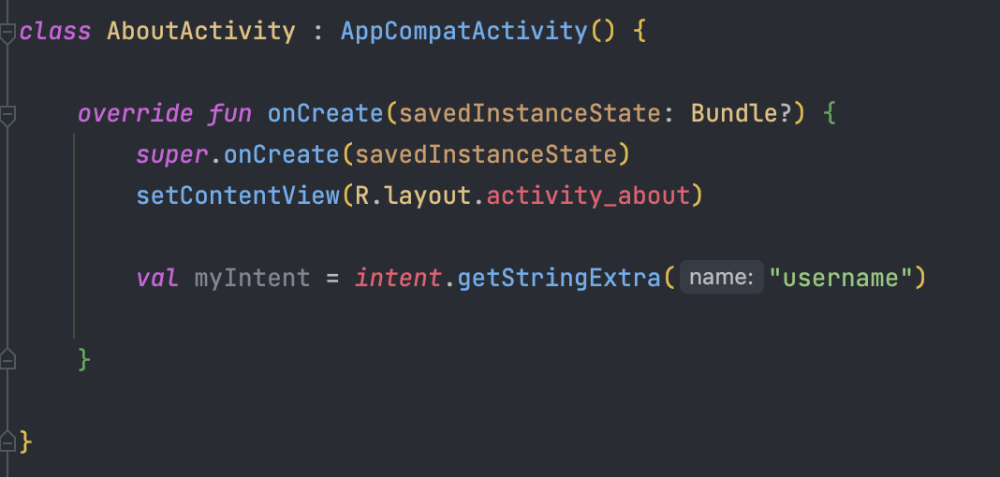 class AboutActivity : AppCompatActivity() {
override fun onCreate(savedInstanceState: Bundle?) {
super.onCreate(savedInstanceState)
setContentView(R.layout.activity_about)
val myIntent = intent.getStringExtra( name: "username")
}
}